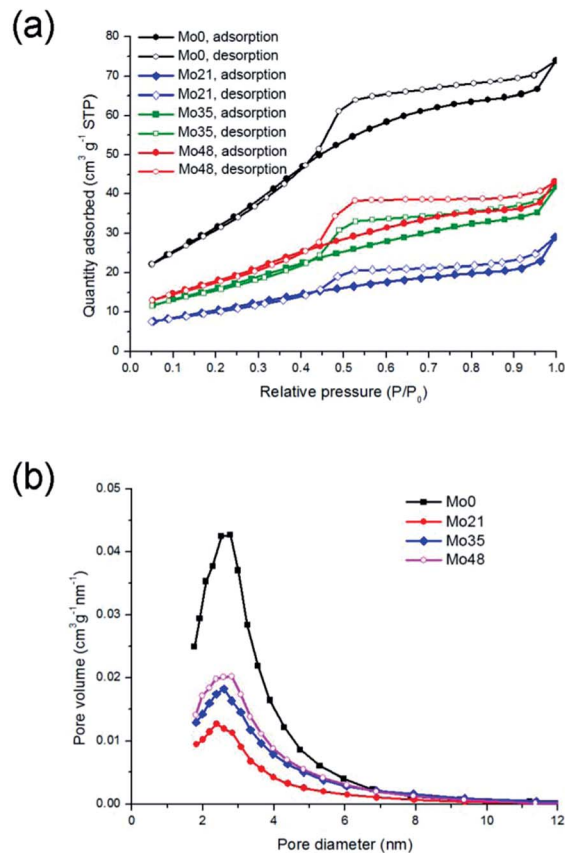 (a)
Mo0, adsorption
Mo0, desorption
Mo21, adsorption
Mo21, desorption
Mo35, adsorption
Mo35, desorption
Mo48, adsorption
Mo48, desorption
80
70
60
50
40
30
20
10
0
Quantity adsorbed (cm³ g⁻¹ STP)
0.0 0.1 0.2 0.3 0.4 0.5 0.6 0.7 0.8 0.9 1.0
Relative pressure (P/P₀)
(b)
Mo0
Mo21
Mo35
Mo48
0.05
0.04
0.03
0.02
0.01
0.00
Pore volume (cm³g⁻¹nm⁻¹)
0 2 4 6 8 10 12
Pore diameter (nm)